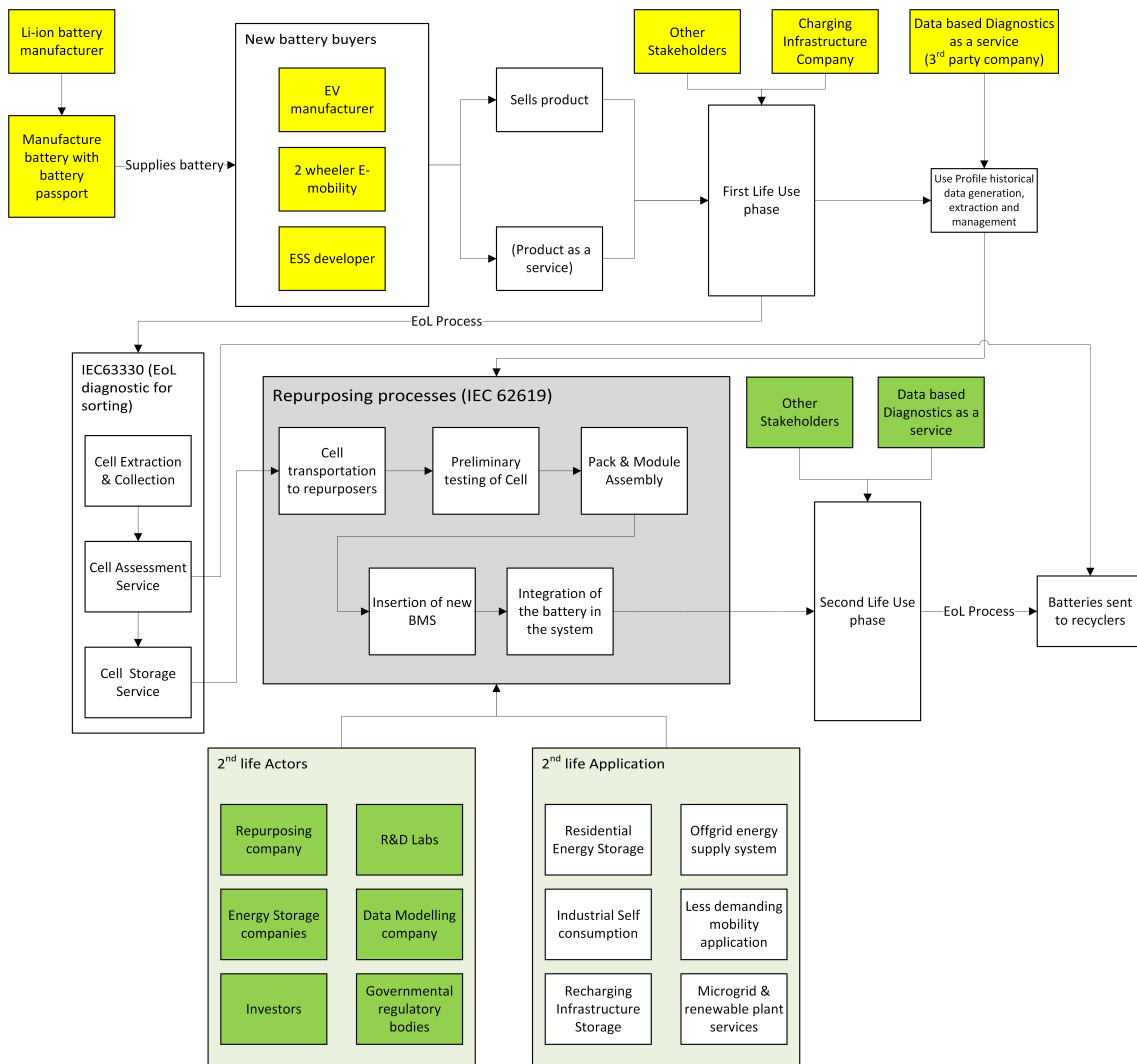 Li-ion battery
manufacturer
Manufacture
battery with
battery
passport
Supplies battery
New battery buyers
EV
manufacturer
2 wheeler E-
mobility
ESS developer
Sells product
(Product as a
service)
Other
Stakeholders
Charging
Infrastructure
Company
Data based Diagnostics
as a service
(3rd party company)
First Life Use
phase
Use Profile historical
data generation,
extraction and
management
EoL Process
IEC63330 (EoL
diagnostic for
sorting)
Cell Extraction
& Collection
Cell Assessment
Service
Cell Storage
Service
Repurposing processes (IEC 62619)
Cell
transportation
to repurposers
Preliminary
testing of Cell
Pack & Module
Assembly
Insertion of new
BMS
Integration of
the battery in
the system
Other
Stakeholders
Data based
Diagnostics as a
service
Second Life Use
phase
EoL Process
Batteries sent
to recyclers
2nd life Actors
Repurposing
company
R&D Labs
Energy Storage
companies
Data Modelling
company
Investors
Governmental
regulatory
bodies
2nd life Application
Residential
Energy Storage
Offgrid energy
supply system
Industrial Self
consumption
Less demanding
mobility
application
Recharging
Infrastructure
Storage
Microgrid &
renewable plant
services